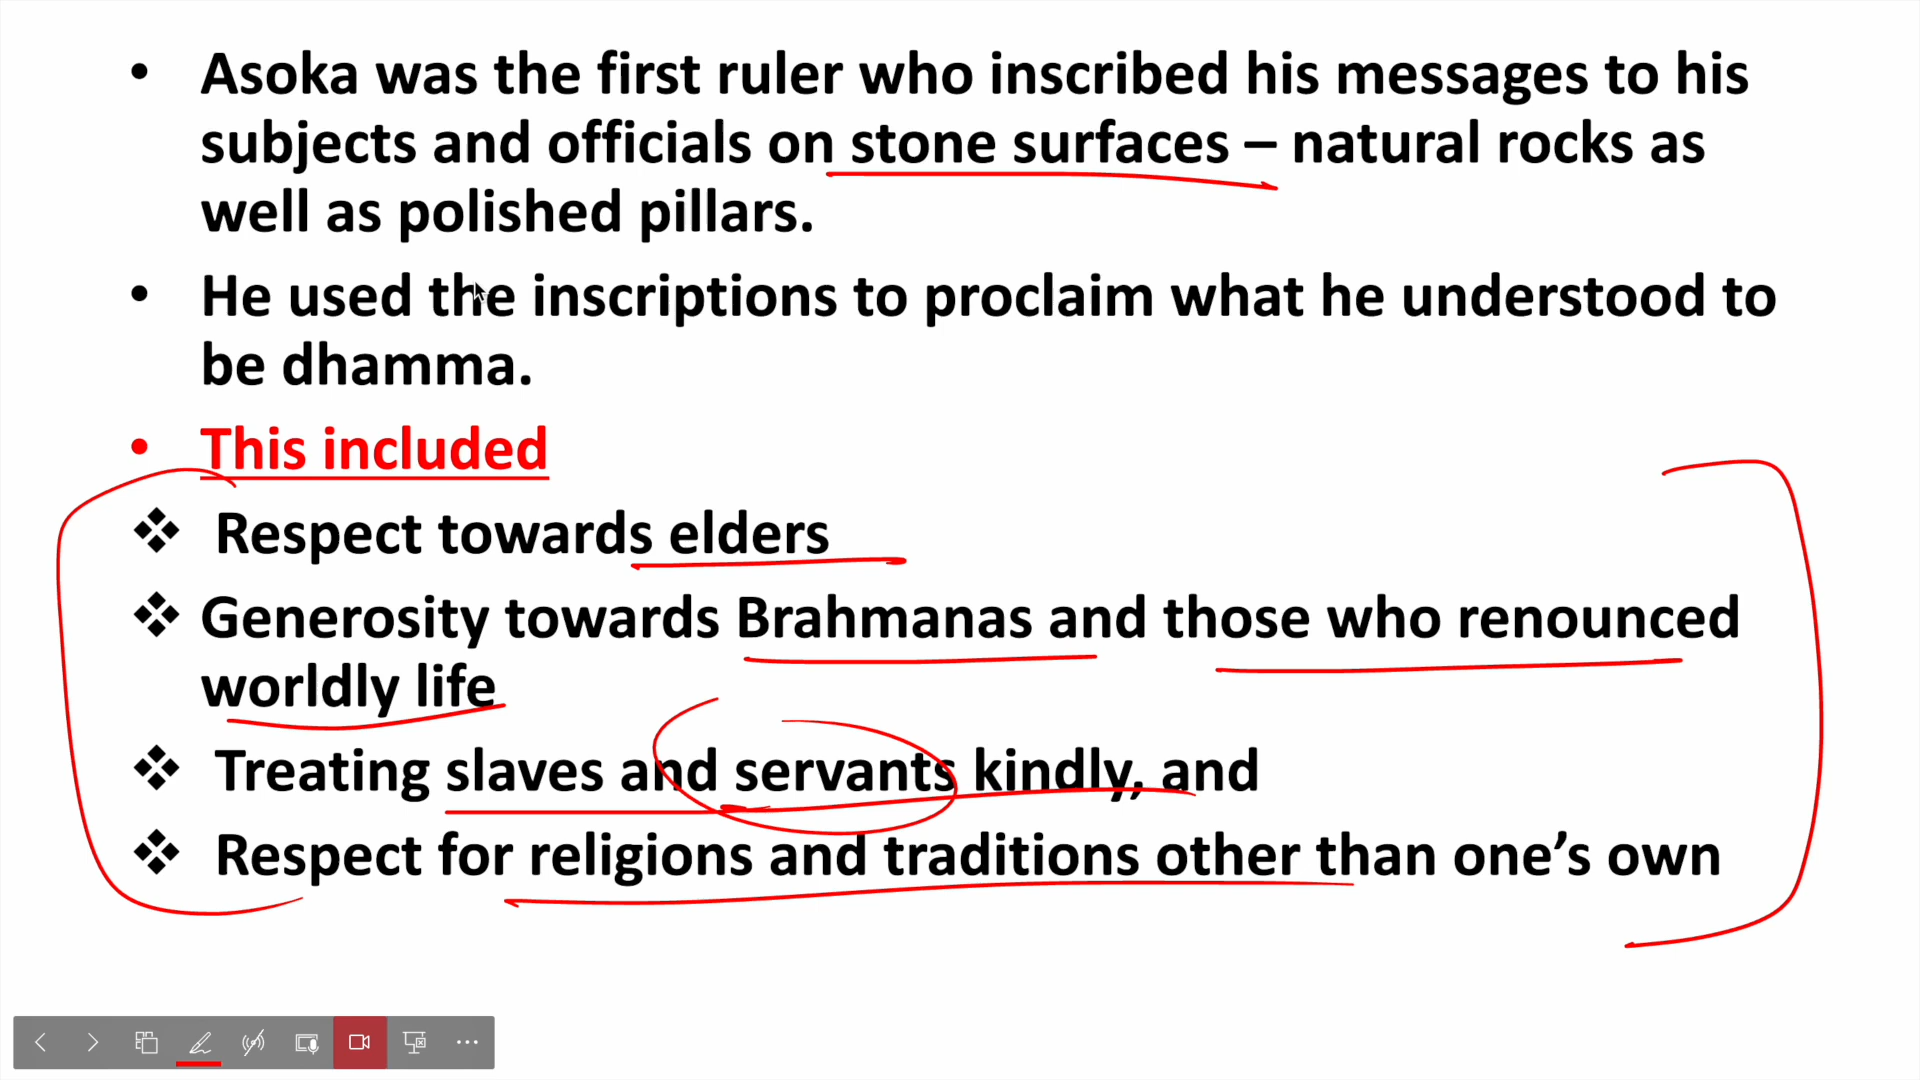 • Asoka was the first ruler who inscribed his messages to his
subjects and officials on stone surfaces – natural rocks as
well as polished pillars.
• He used the inscriptions to proclaim what he understood to
be dhamma.
• This included
❖ Respect towards elders
❖ Generosity towards Brahmanas and those who renounced
worldly life
❖ Treating slaves and servants kindly, and
❖ Respect for religions and traditions other than one’s own